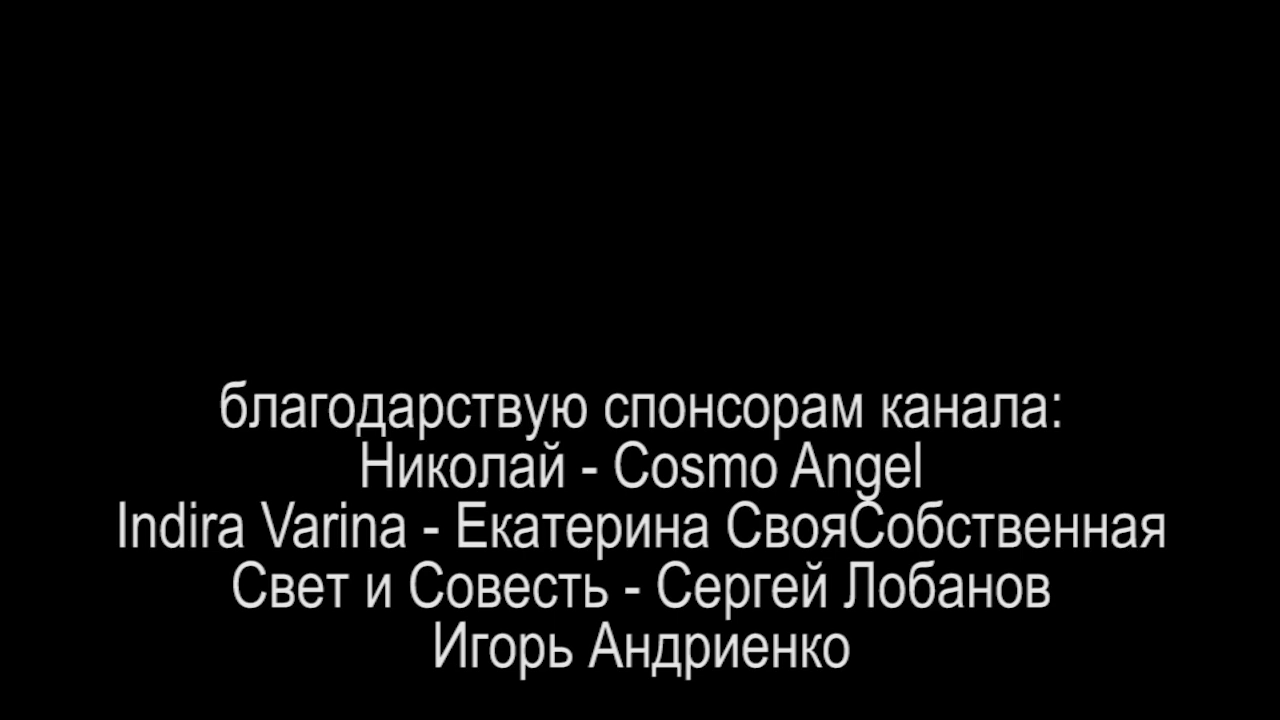 благодарствую спонсорам канала:
Николай - Cosmo Angel
Indira Varina - Екатерина СвояСобственная
Свет и Совесть - Сергей Лобанов
Игорь Андриенко